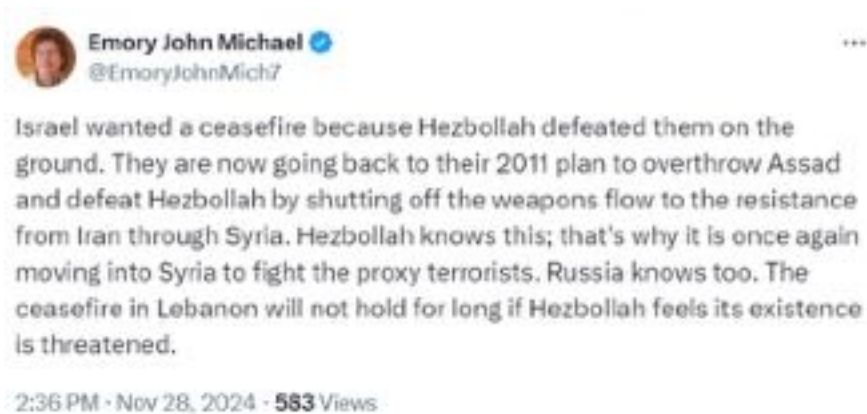 Emory John Michael
@EmoryJohnMich7
Israel wanted a ceasefire because Hezbollah defeated them on the
ground. They are now going back to their 2011 plan to overthrow Assad
and defeat Hezbollah by shutting off the weapons flow to the resistance
from Iran through Syria. Hezbollah knows this; that's why it is once again
moving into Syria to fight the proxy terrorists. Russia knows too. The
ceasefire in Lebanon will not hold for long if Hezbollah feels its existence
is threatened.
2:36 PM · Nov 28, 2024 · 583 Views